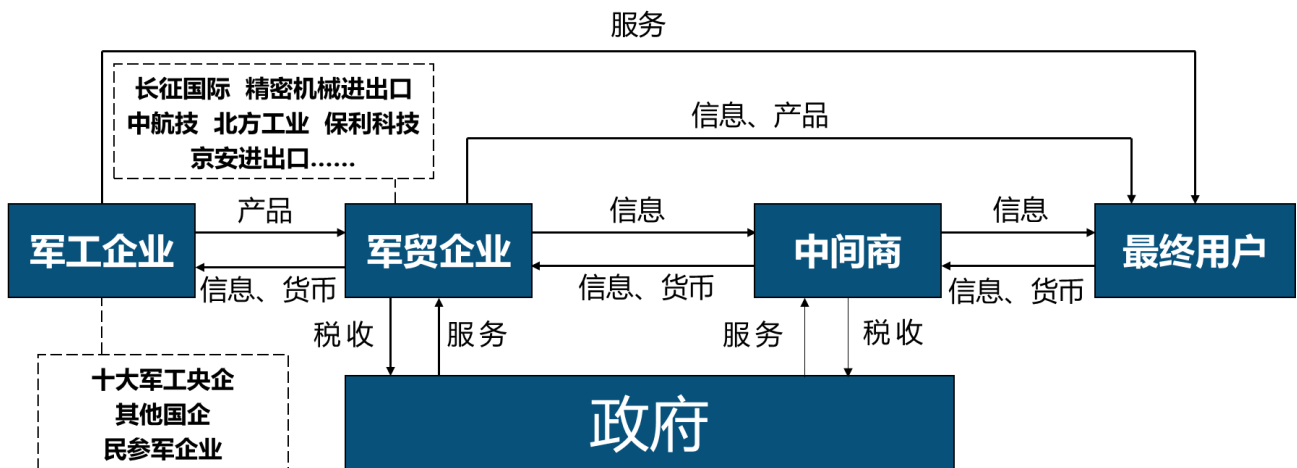 服务
长征国际 精密机械进出口
中航技 北方工业 保利科技
京安进出口……
信息、产品
产品
信息
信息
军工企业
军贸企业
中间商
最终用户
信息、货币
信息、货币
信息、货币
税收
服务
服务
税收
十大军工央企
其他国企
民参军企业
政府